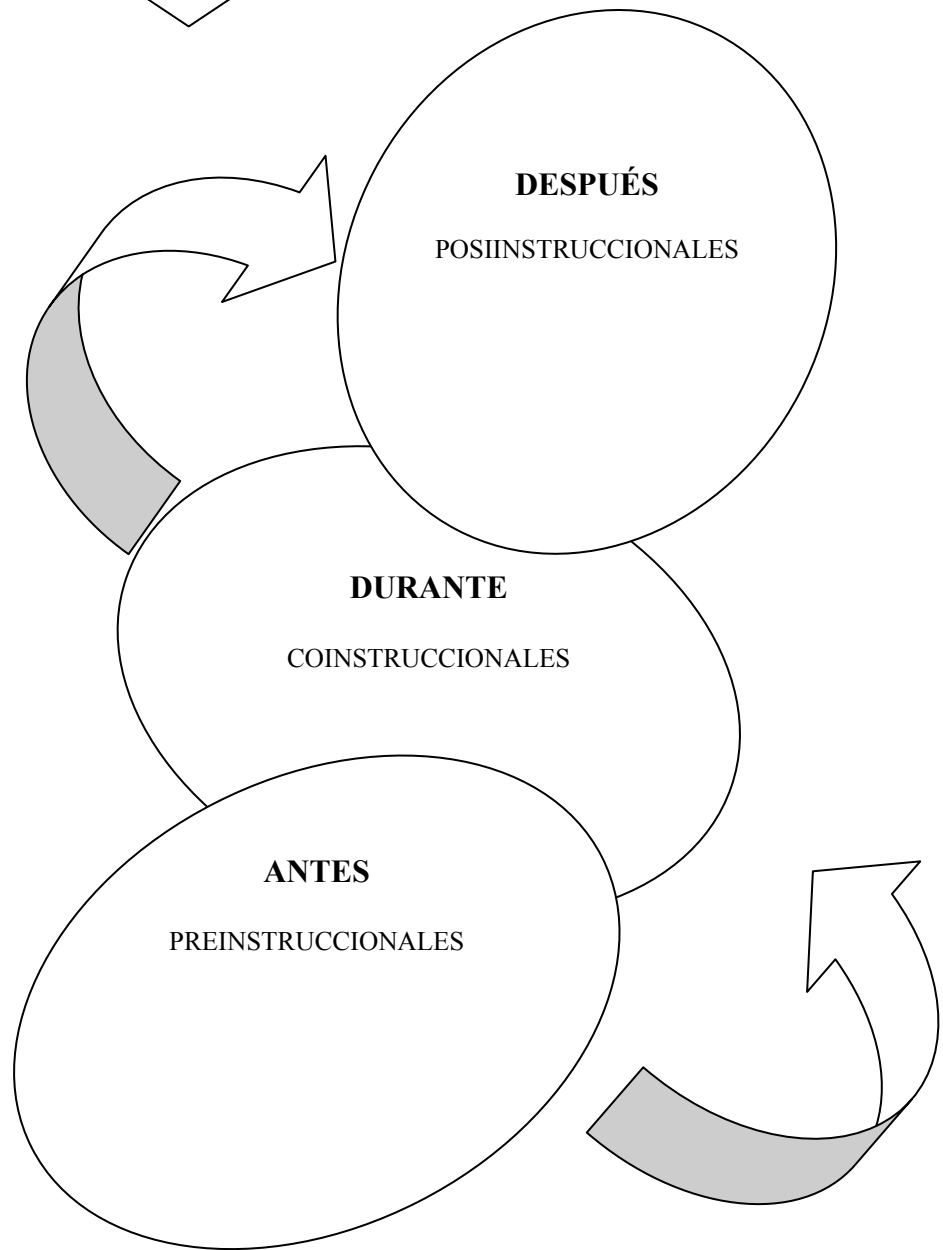 DESPUÉS
POSIINSTRUCCIONALES
DURANTE
COINSTRUCCIONALES
ANTES
PREINSTRUCCIONALES